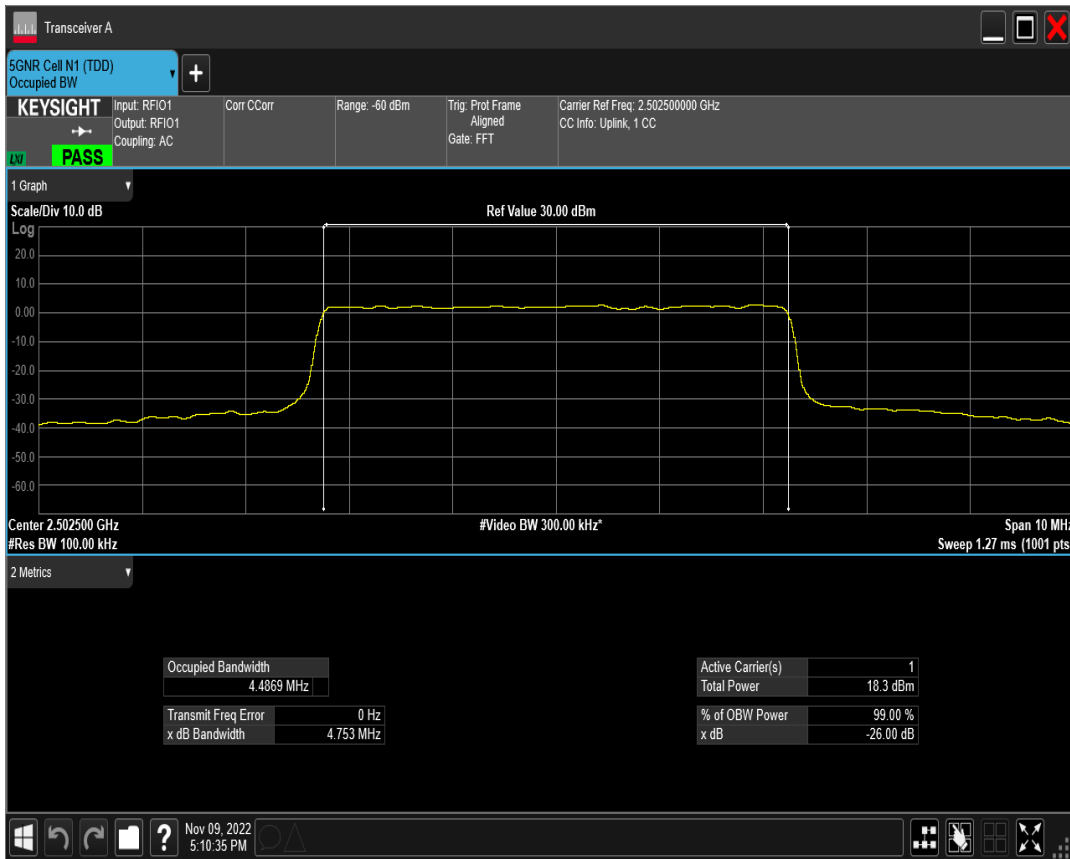 Transceiver A
5GNR Cell N1 (TDD)
Occupied BW
+
KEYSIGHT
LXI
PASS
Input: RFIO1
Output: RFIO1
Coupling: AC
Corr CCorr
Range: -60 dBm
Trig: Prot Frame
Aligned
Gate: FFT
Carrier Ref Freq: 2.502500000 GHz
CC Info: Uplink, 1 CC
1 Graph
Scale/Div 10.0 dB
Ref Value 30.00 dBm
Log
20.0
10.0
0.00
-10.0
-20.0
-30.0
-40.0
-50.0
-60.0
Center 2.502500 GHz
#Video BW 300.00 kHz*
Span 10 MHz
#Res BW 100.00 kHz
Sweep 1.27 ms (1001 pts
2 Metrics
Occupied Bandwidth
4.4869 MHz
Transmit Freq Error 0 Hz
x dB Bandwidth 4.753 MHz
Active Carrier(s) 1
Total Power 18.3 dBm
% of OBW Power 99.00 %
x dB -26.00 dB
?
Nov 09, 2022
5:10:35 PM